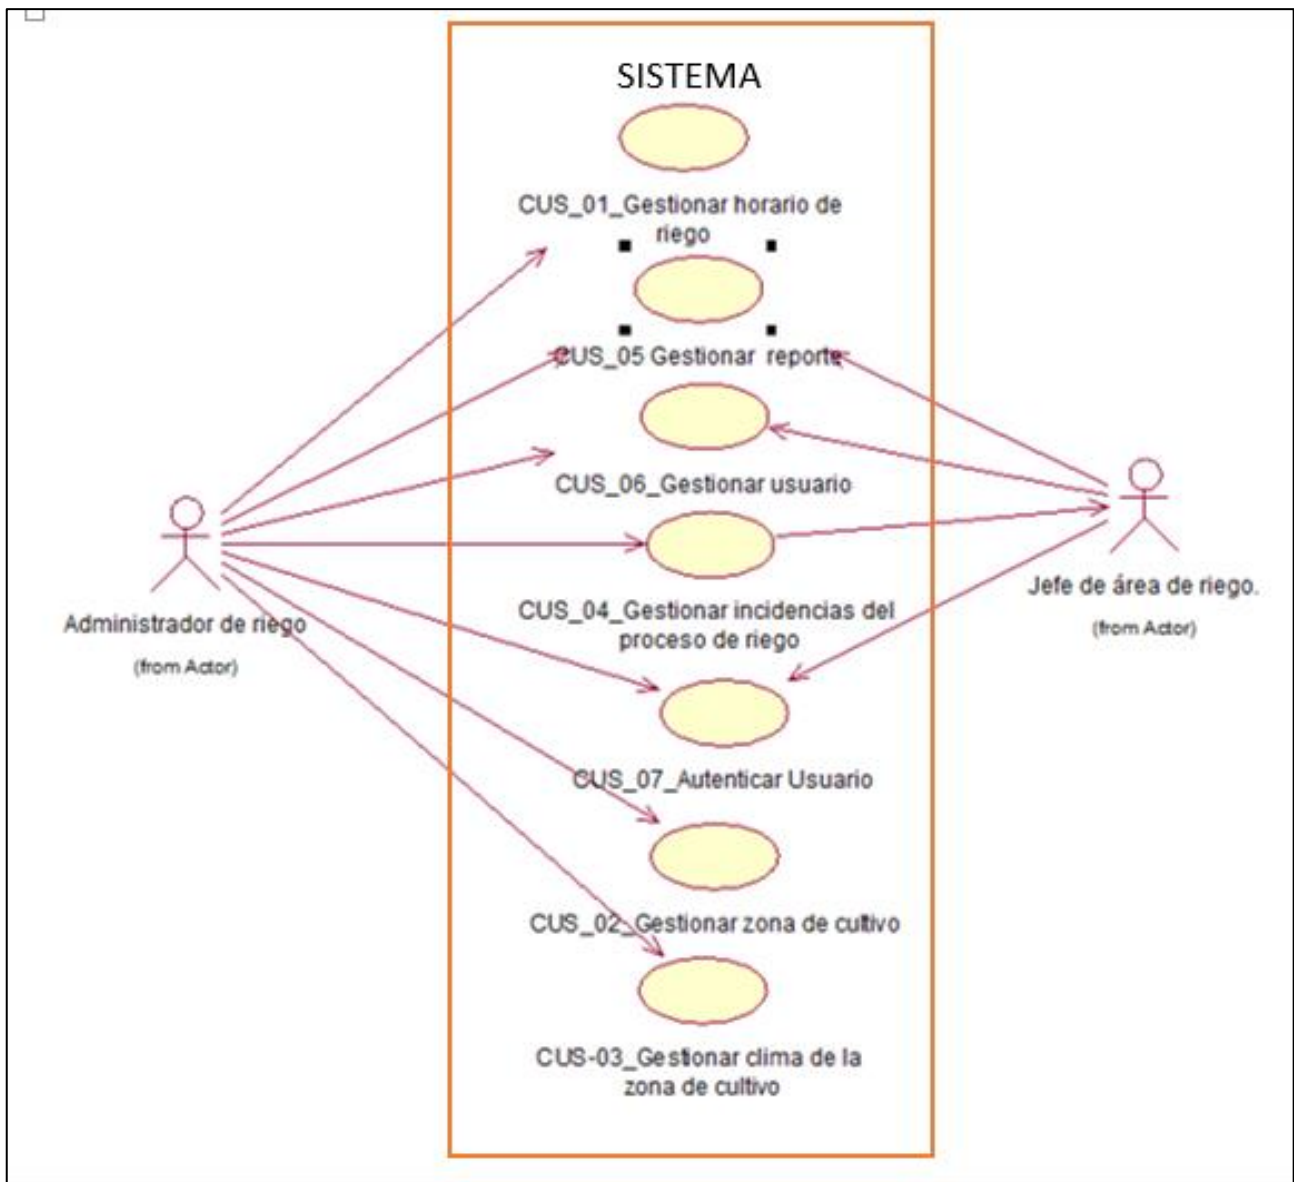 SISTEMA
CUS_01_Gestionar horario de
riego
CUS_05 Gestionar reporte
CUS_06_Gestionar usuario
CUS_04_Gestionar incidencias del
proceso de riego
CUS_07_Autenticar Usuario
CUS_02_Gestionar zona de cultivo
CUS-03_Gestionar clima de la
zona de cultivo
Administrador de riego
(from Actor)
Jefe de área de riego.
(from Actor)